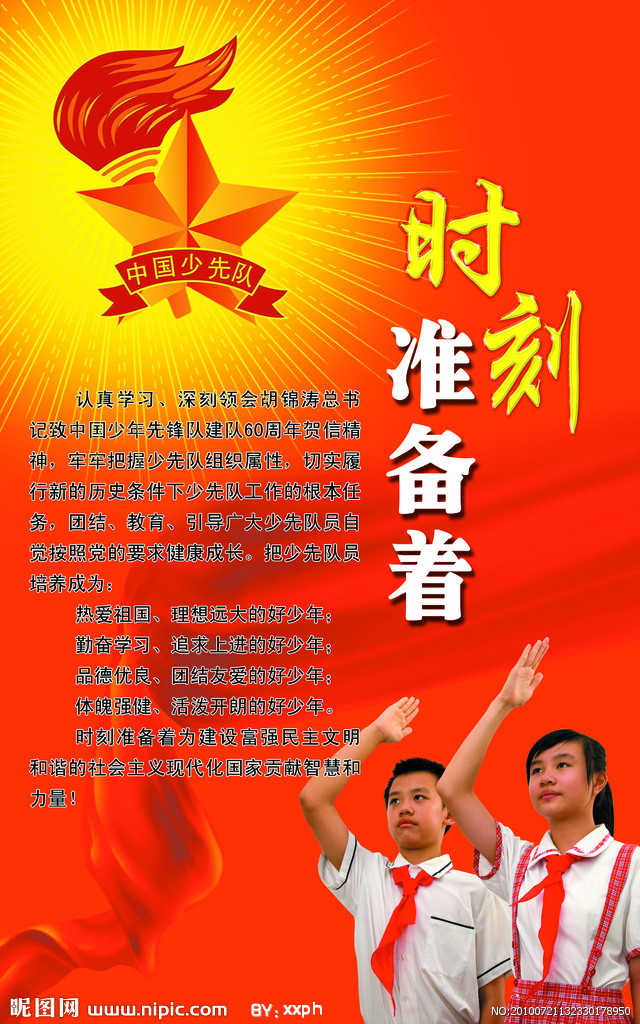 中国少先队
时刻
准备着
认真学习、深刻领会胡锦涛总书
记致中国少年先锋队建队60周年贺信精
神，牢牢把握少先队组织属性，切实履
行新的历史条件下少先队工作的根本任
务，团结、教育、引导广大少先队员自
觉按照党的要求健康成长。把少先队员
培养成为：
热爱祖国、理想远大的好少年；
勤奋学习、追求上进的好少年；
品德优良、团结友爱的好少年；
体魄强健、活泼开朗的好少年。
时刻准备着为建设富强民主文明
和谐的社会主义现代化国家贡献智慧和
力量！
昵图网 www.nipic.com BY：xxph NO:20100721132330178950